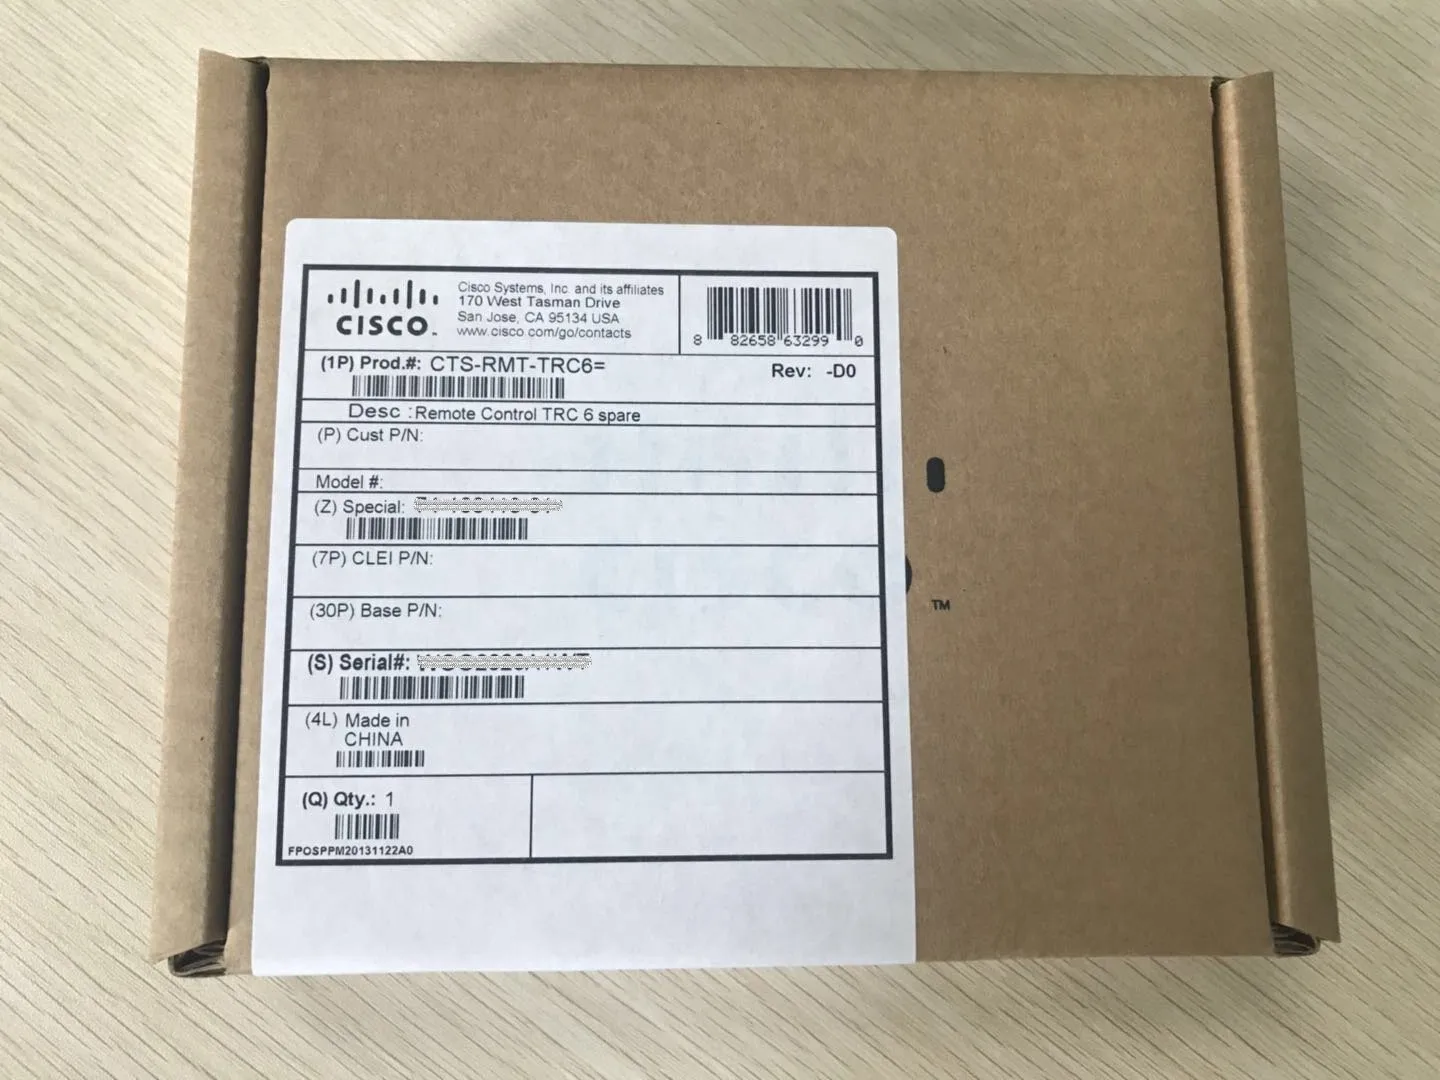 CISCO™
Cisco Systems, Inc. and its affiliates
170 West Tasman Drive
San Jose, CA 95134 USA
www.cisco.com/go/contacts
8 82658 63299 0
(1P) Prod.#: CTS-RMT-TRC6=
Rev: -D0
Desc :Remote Control TRC 6 spare
(P) Cust P/N:
Model #:
(Z) Special:
(7P) CLEI P/N:
(30P) Base P/N:
(S) Serial#:
(4L) Made in
CHINA
(Q) Qty.: 1
FPOSPPM20131122A0
TM